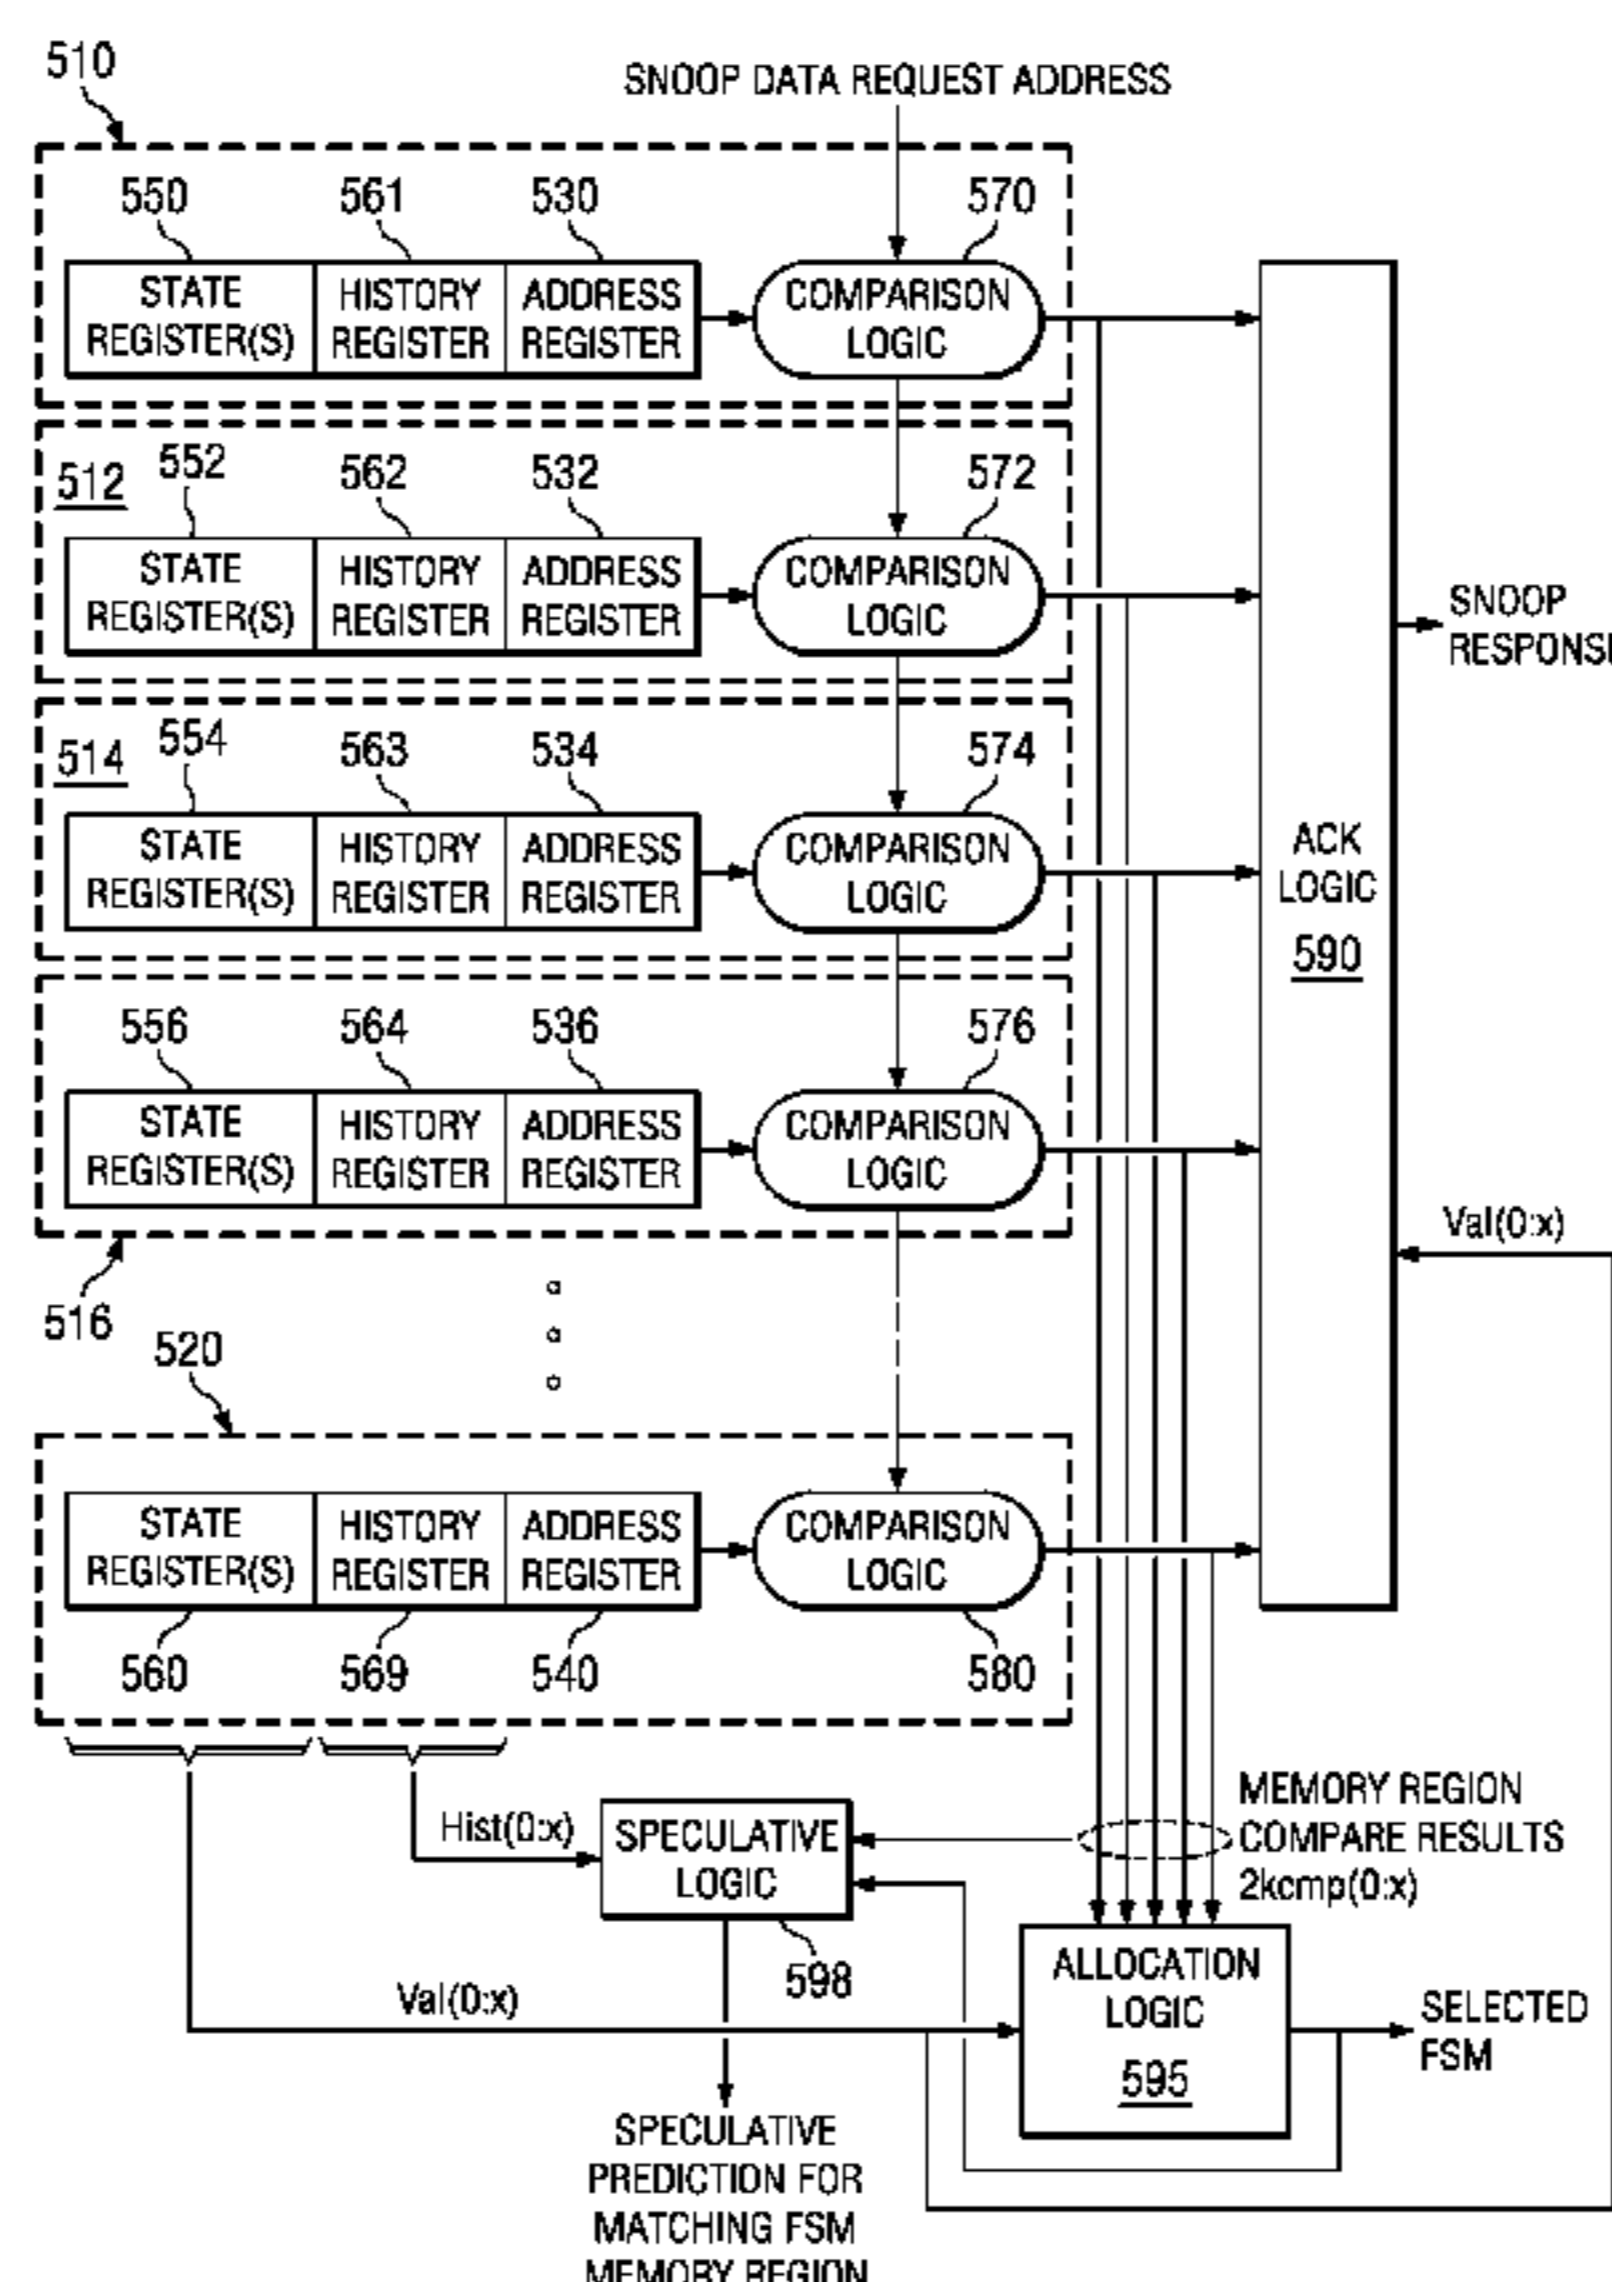 510
SNOOP DATA REQUEST ADDRESS
550
561
530
570
STATE
REGISTER(S)
HISTORY
REGISTER
ADDRESS
REGISTER
COMPARISON
LOGIC
512
552
562
532
572
STATE
REGISTER(S)
HISTORY
REGISTER
ADDRESS
REGISTER
COMPARISON
LOGIC
SNOOP
RESPONSE
514
554
563
534
574
STATE
REGISTER(S)
HISTORY
REGISTER
ADDRESS
REGISTER
COMPARISON
LOGIC
ACK
LOGIC
590
556
564
536
576
STATE
REGISTER(S)
HISTORY
REGISTER
ADDRESS
REGISTER
COMPARISON
LOGIC
Val(0:x)
516
520
STATE
REGISTER(S)
HISTORY
REGISTER
ADDRESS
REGISTER
COMPARISON
LOGIC
560
569
540
580
Hist(0:x)
SPECULATIVE
LOGIC
598
MEMORY REGION
COMPARE RESULTS
2kcmp(0:x)
Val(0:x)
ALLOCATION
LOGIC
595
SELECTED
FSM
SPECULATIVE
PREDICTION FOR
MATCHING FSM
MEMORY REGION